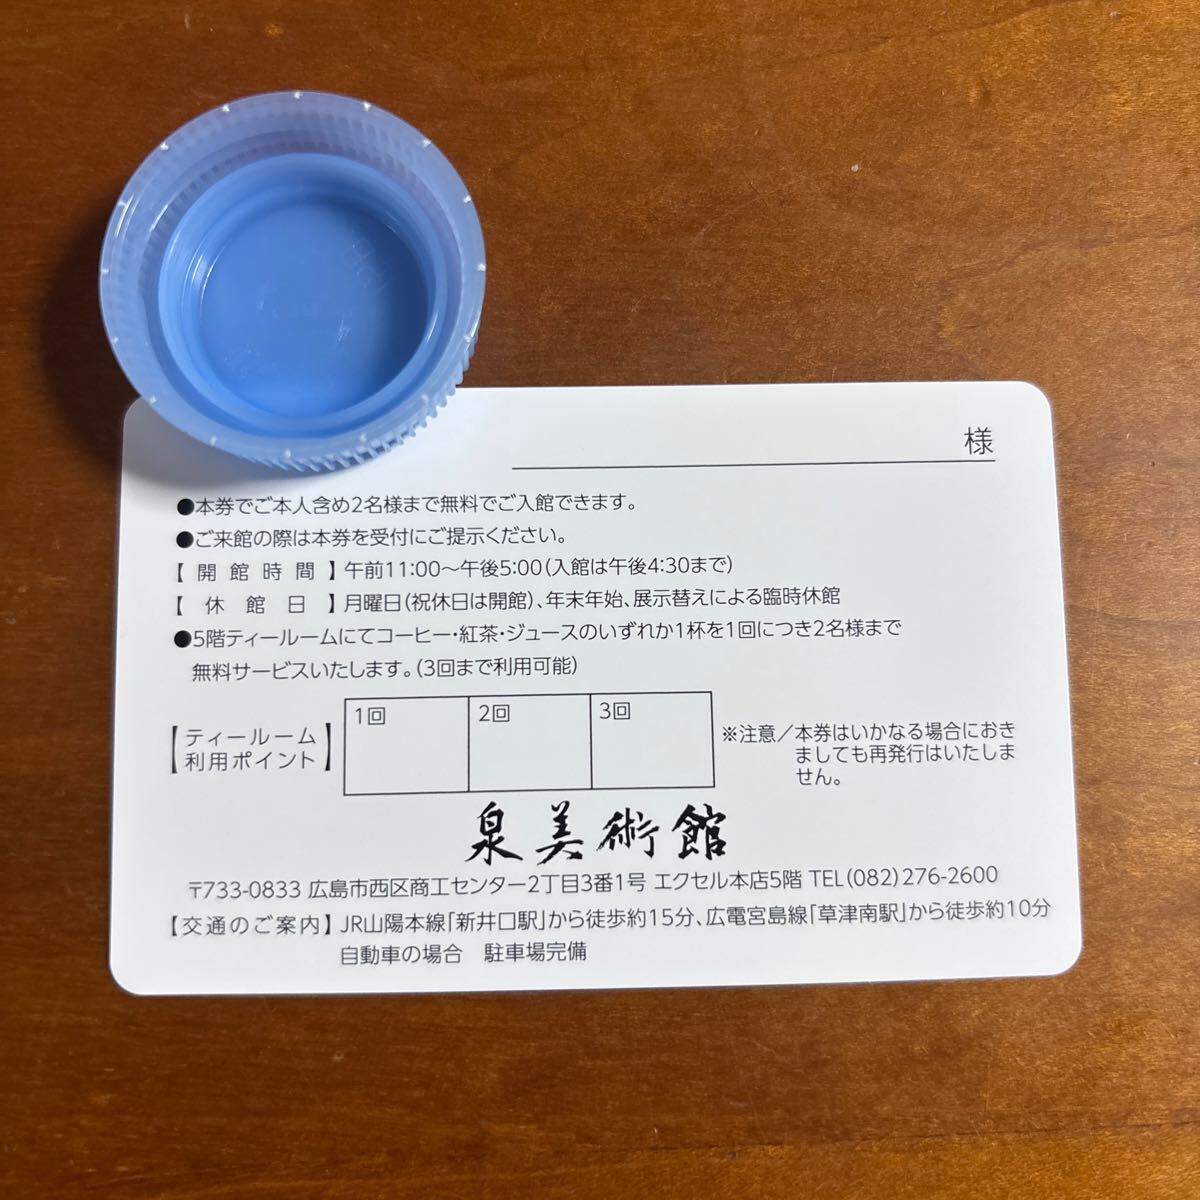 様
●本券でご本人含め2名様まで無料でご入館できます。
●ご来館の際は本券を受付にご提示ください。
【開館時間】午前11:00〜午後5:00(入館は午後4:30まで)
【休館日】月曜日(祝休日は開館)、年末年始、展示替えによる臨時休館
●5階ティールームにてコーヒー・紅茶・ジュースのいずれか1杯を1回につき2名様まで
無料サービスいたします。(3回まで利用可能)
【ティールーム
利用ポイント】
1回 2回 3回
※注意／本券はいかなる場合におき
ましても再発行はいたしま
せん。
泉美術館
〒733-0833 広島市西区商工センター2丁目3番1号 エクセル本店5階 TEL(082)276-2600
【交通のご案内】JR山陽本線「新井口駅」から徒歩約15分、広電宮島線「草津南駅」から徒歩約10分
自動車の場合 駐車場完備